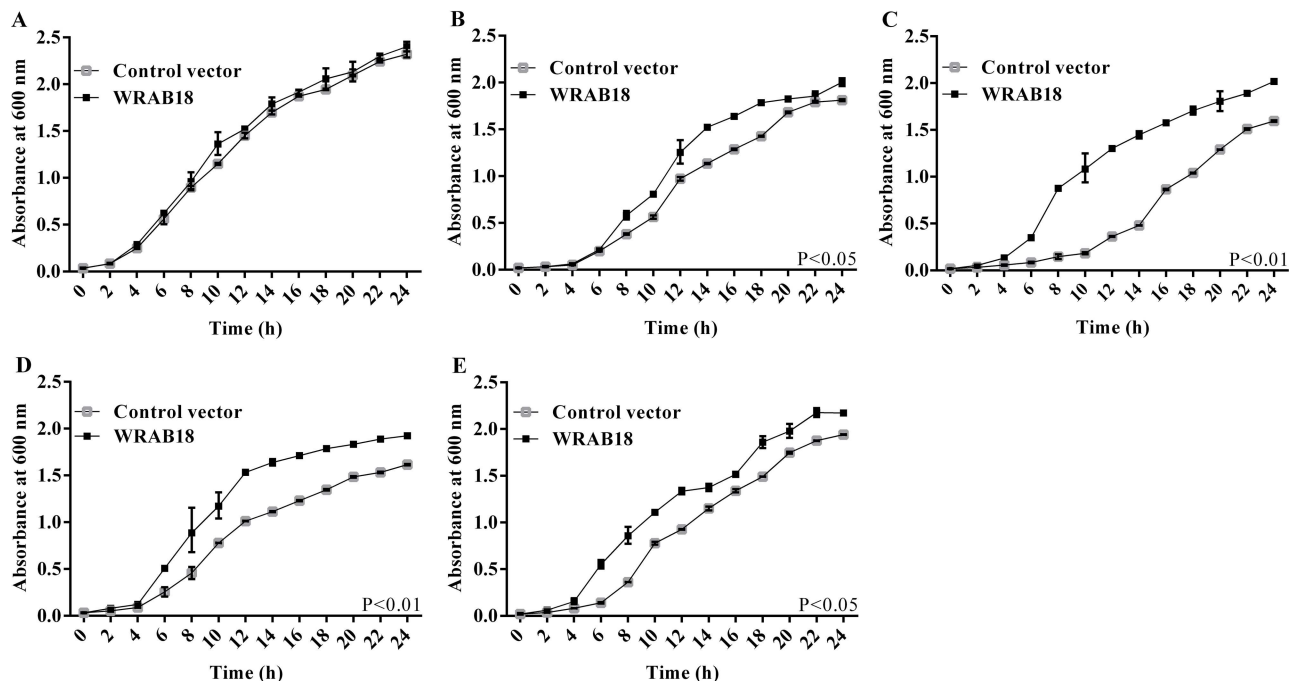 A
Absorbance at 600 nm
2.5
2.0
1.5
1.0
0.5
0.0
Control vector
WRAB18
0 2 4 6 8 10 12 14 16 18 20 22 24
Time (h)
B
Absorbance at 600 nm
2.5
2.0
1.5
1.0
0.5
0.0
Control vector
WRAB18
P<0.05
0 2 4 6 8 10 12 14 16 18 20 22 24
Time (h)
C
Absorbance at 600 nm
2.5
2.0
1.5
1.0
0.5
0.0
Control vector
WRAB18
P<0.01
0 2 4 6 8 10 12 14 16 18 20 22 24
Time (h)
D
Absorbance at 600 nm
2.5
2.0
1.5
1.0
0.5
0.0
Control vector
WRAB18
P<0.01
0 2 4 6 8 10 12 14 16 18 20 22 24
Time (h)
E
Absorbance at 600 nm
2.5
2.0
1.5
1.0
0.5
0.0
Control vector
WRAB18
P<0.05
0 2 4 6 8 10 12 14 16 18 20 22 24
Time (h)